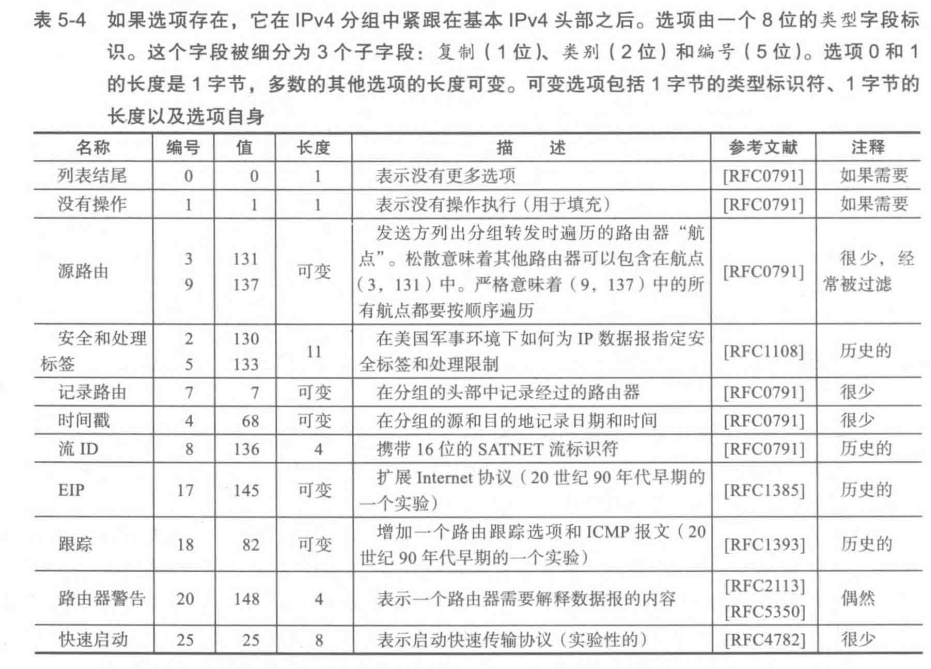 表 5-4 如果选项存在，它在 IPv4 分组中紧跟在基本 IPv4 头部之后。选项由一个 8 位的类型字段标
识。这个字段被细分为 3 个子字段：复制（1 位）、类别（2 位）和编号（5 位）。选项 0 和 1
的长度是 1 字节，多数的其他选项的长度可变。可变选项包括 1 字节的类型标识符、1 字节的
长度以及选项自身
名称 编号 值 长度 描 述 参考文献 注释
列表结尾 0 0 1 表示没有更多选项 [RFC0791] 如果需要
没有操作 1 1 1 表示没有操作执行（用于填充） [RFC0791] 如果需要
发送方列出分组转发时遍历的路由器“航
源路由 3 131 可变 点”。松散意味着其他路由器可以包含在航点 [RFC0791] 很少，经
9 137 （3，131）中。严格意味着（9，137）中的所 常被过滤
有航点都要按顺序遍历
安全和处理 2 130 11 在美国军事环境下如何为 IP 数据报指定安 [RFC1108] 历史的
标签 5 133 全标签和处理限制
记录路由 7 7 可变 在分组的头部中记录经过的路由器 [RFC0791] 很少
时间戳 4 68 可变 在分组的源和目的地记录日期和时间 [RFC0791] 很少
流 ID 8 136 4 携带 16 位的 SATNET 流标识符 [RFC0791] 历史的
EIP 17 145 可变 扩展 Internet 协议（20 世纪 90 年代早期的 [RFC1385] 历史的
一个实验）
跟踪 18 82 可变 增加一个路由跟踪选项和 ICMP 报文（20 [RFC1393] 历史的
世纪 90 年代早期的一个实验）
路由器警告 20 148 4 表示一个路由器需要解释数据报的内容 [RFC2113] 偶然
[RFC5350]
快速启动 25 25 8 表示启动快速传输协议（实验性的） [RFC4782] 很少